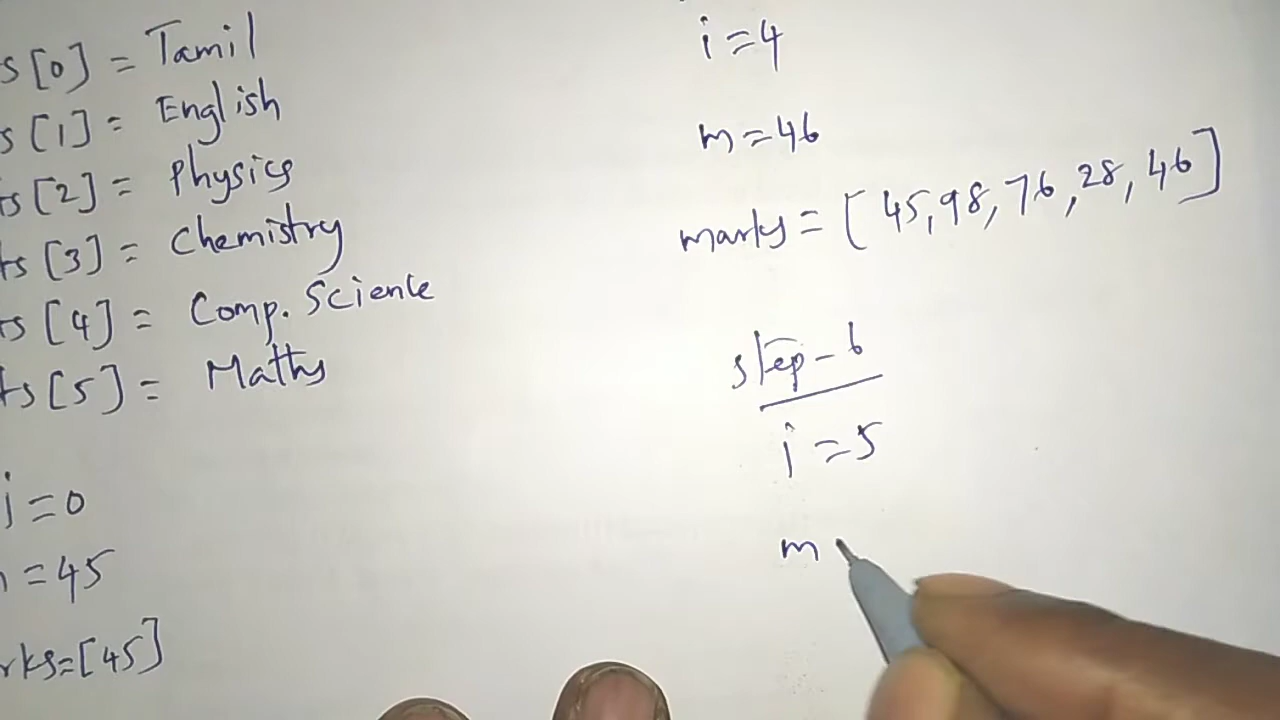 s[0] = Tamil
s[1] = English
ts[2] = Physics
ts[3] = Chemistry
ts[4] = Comp. Science
ts[5] = Maths
i=0
=45
rks=[45]
i=4
m=46
marks = [45,98,76,28,46]
step-6
i=5
m